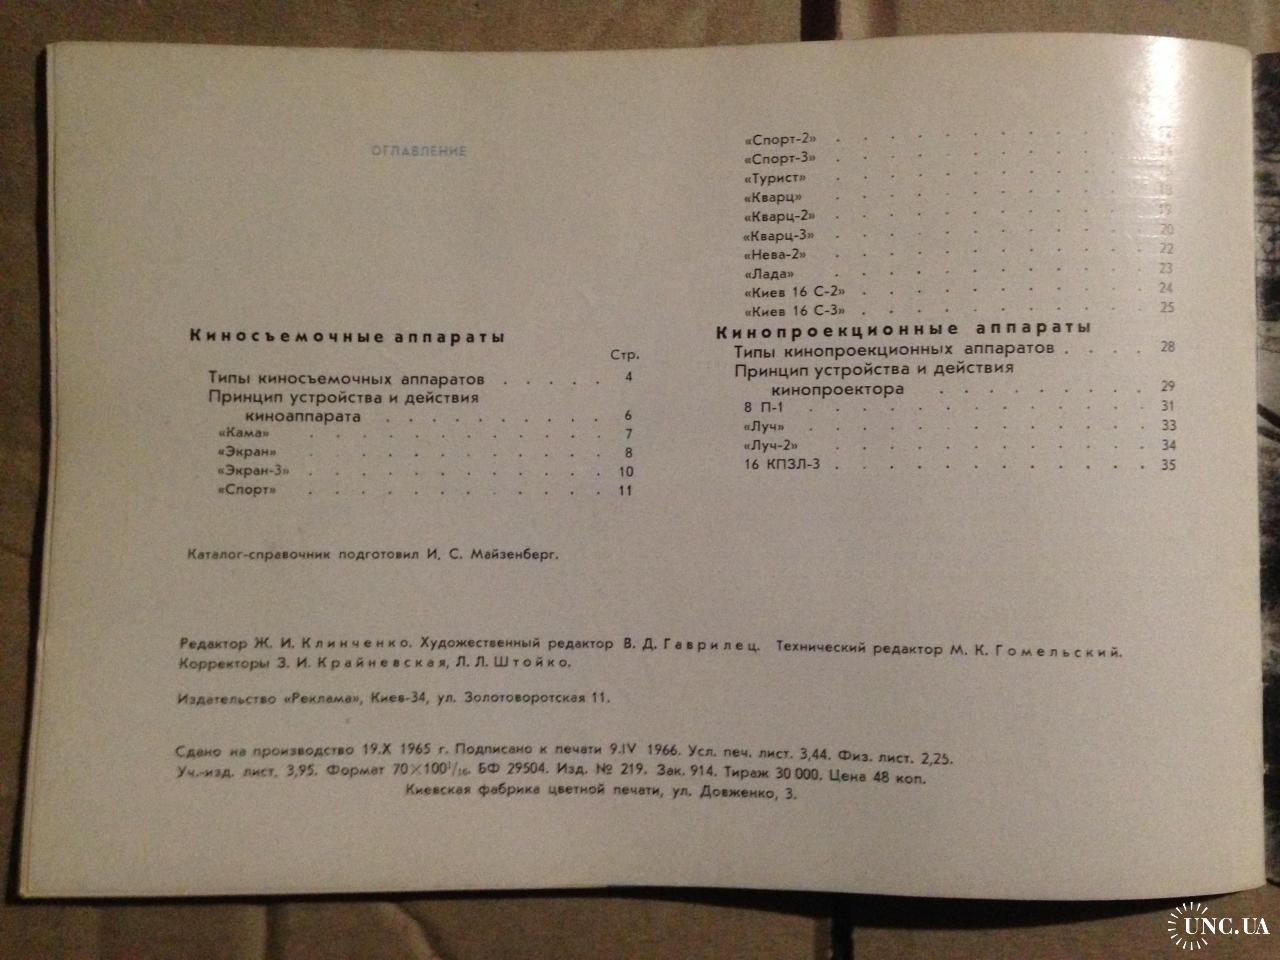 ОГЛАВЛЕНИЕ
Киносъемочные аппараты
Стр.
Типы киносъемочных аппаратов . . . . . 4
Принцип устройства и действия
киноаппарата . . . . . . . . . 6
«Кама» . . . . . . . . . . . 7
«Экран» . . . . . . . . . . . 8
«Экран-3» . . . . . . . . . . . 10
«Спорт» . . . . . . . . . . . 11
«Спорт-2» . . . . . . . . . . . 12
«Спорт-3» . . . . . . . . . . . 14
«Турист» . . . . . . . . . . . 15
«Кварц» . . . . . . . . . . . 18
«Кварц-2» . . . . . . . . . . . 19
«Кварц-3» . . . . . . . . . . . 20
«Нева-2» . . . . . . . . . . . 22
«Лада» . . . . . . . . . . . 23
«Киев 16 С-2» . . . . . . . . . . . 24
«Киев 16 С-3» . . . . . . . . . . . 25
Кинопроекционные аппараты
Типы кинопроекционных аппаратов . . . . 28
Принцип устройства и действия
кинопроектора . . . . . . . . . 29
8 П-1 . . . . . . . . . . . . 31
«Луч» . . . . . . . . . . . . 33
«Луч-2» . . . . . . . . . . . . 34
16 КПЗЛ-3 . . . . . . . . . . . . 35
Каталог-справочник подготовил И. С. Майзенберг.
Редактор Ж. И. Клинченко. Художественный редактор В. Д. Гаврилец. Технический редактор М. К. Гомельский.
Корректоры З. И. Крайневская, Л. Л. Штойко.
Издательство «Реклама», Киев-34, ул. Золотоворотская 11.
Сдано на производство 19.X 1965 г. Подписано к печати 9.IV 1966. Усл. печ. лист. 3,44. Физ. лист. 2,25.
Уч.-изд. лист. 3,95. Формат 70×100¹/₁₆. БФ 29504. Изд. № 219. Зак. 914. Тираж 30 000. Цена 48 коп.
Киевская фабрика цветной печати, ул. Довженко, 3.
UNC.UA